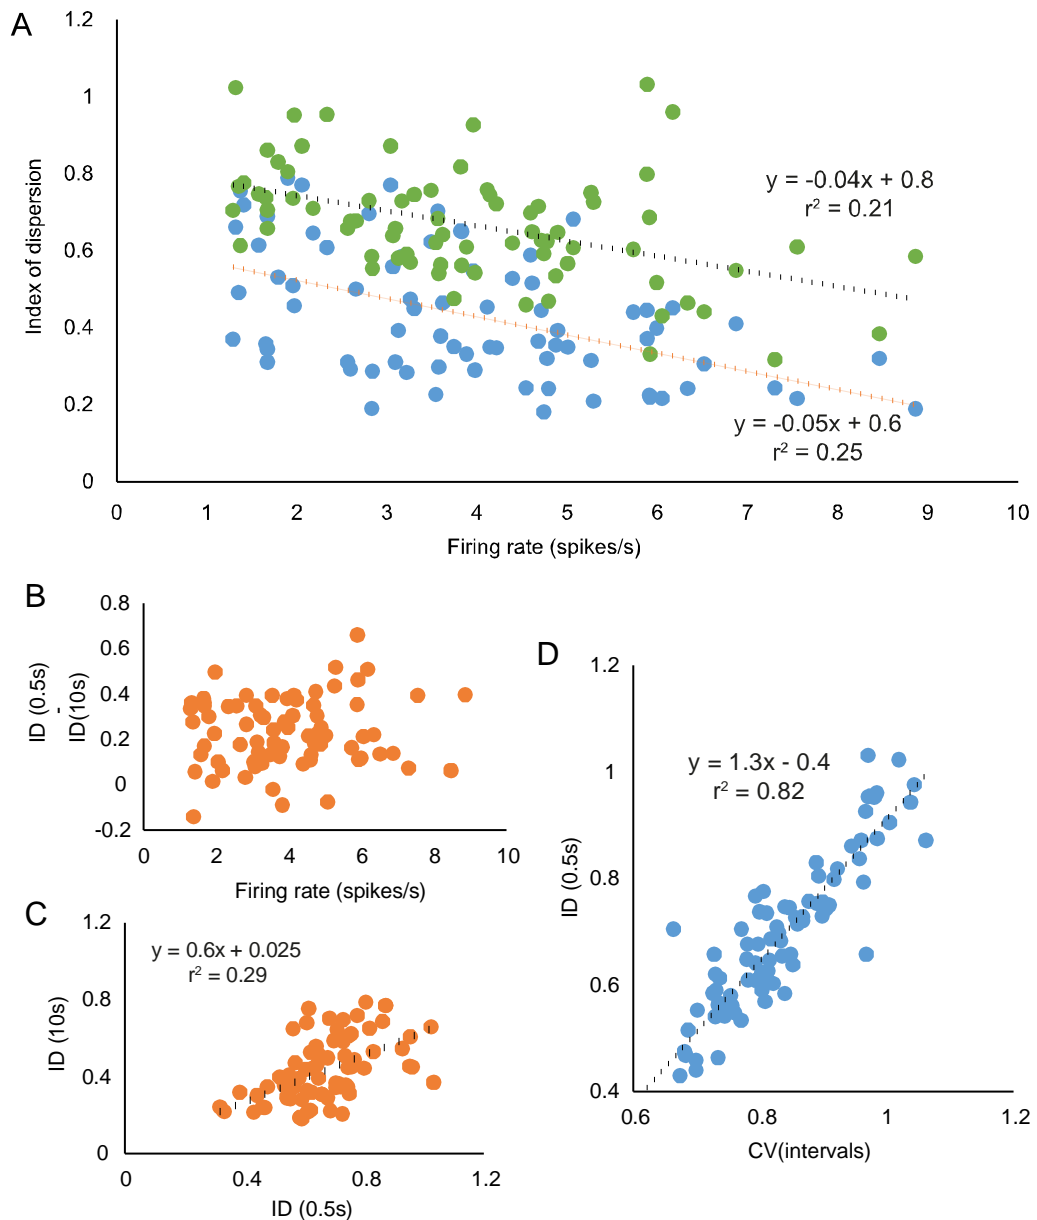 A
1.2
1
0.8
0.6
0.4
0.2
0
Index of dispersion
y = -0.04x + 0.8
r² = 0.21
y = -0.05x + 0.6
r² = 0.25
0 1 2 3 4 5 6 7 8 9 10
Firing rate (spikes/s)
B
0.8
0.6
0.4
0.2
0
-0.2
ID (0.5s)
-
ID(10s)
0 2 4 6 8 10
Firing rate (spikes/s)
C
1.2
0.8
0.4
0
ID (10s)
y = 0.6x + 0.025
r² = 0.29
0 0.4 0.8 1.2
ID (0.5s)
D
1.2
1
0.8
0.6
0.4
ID (0.5s)
y = 1.3x - 0.4
r² = 0.82
0.6 0.8 1 1.2
CV(intervals)